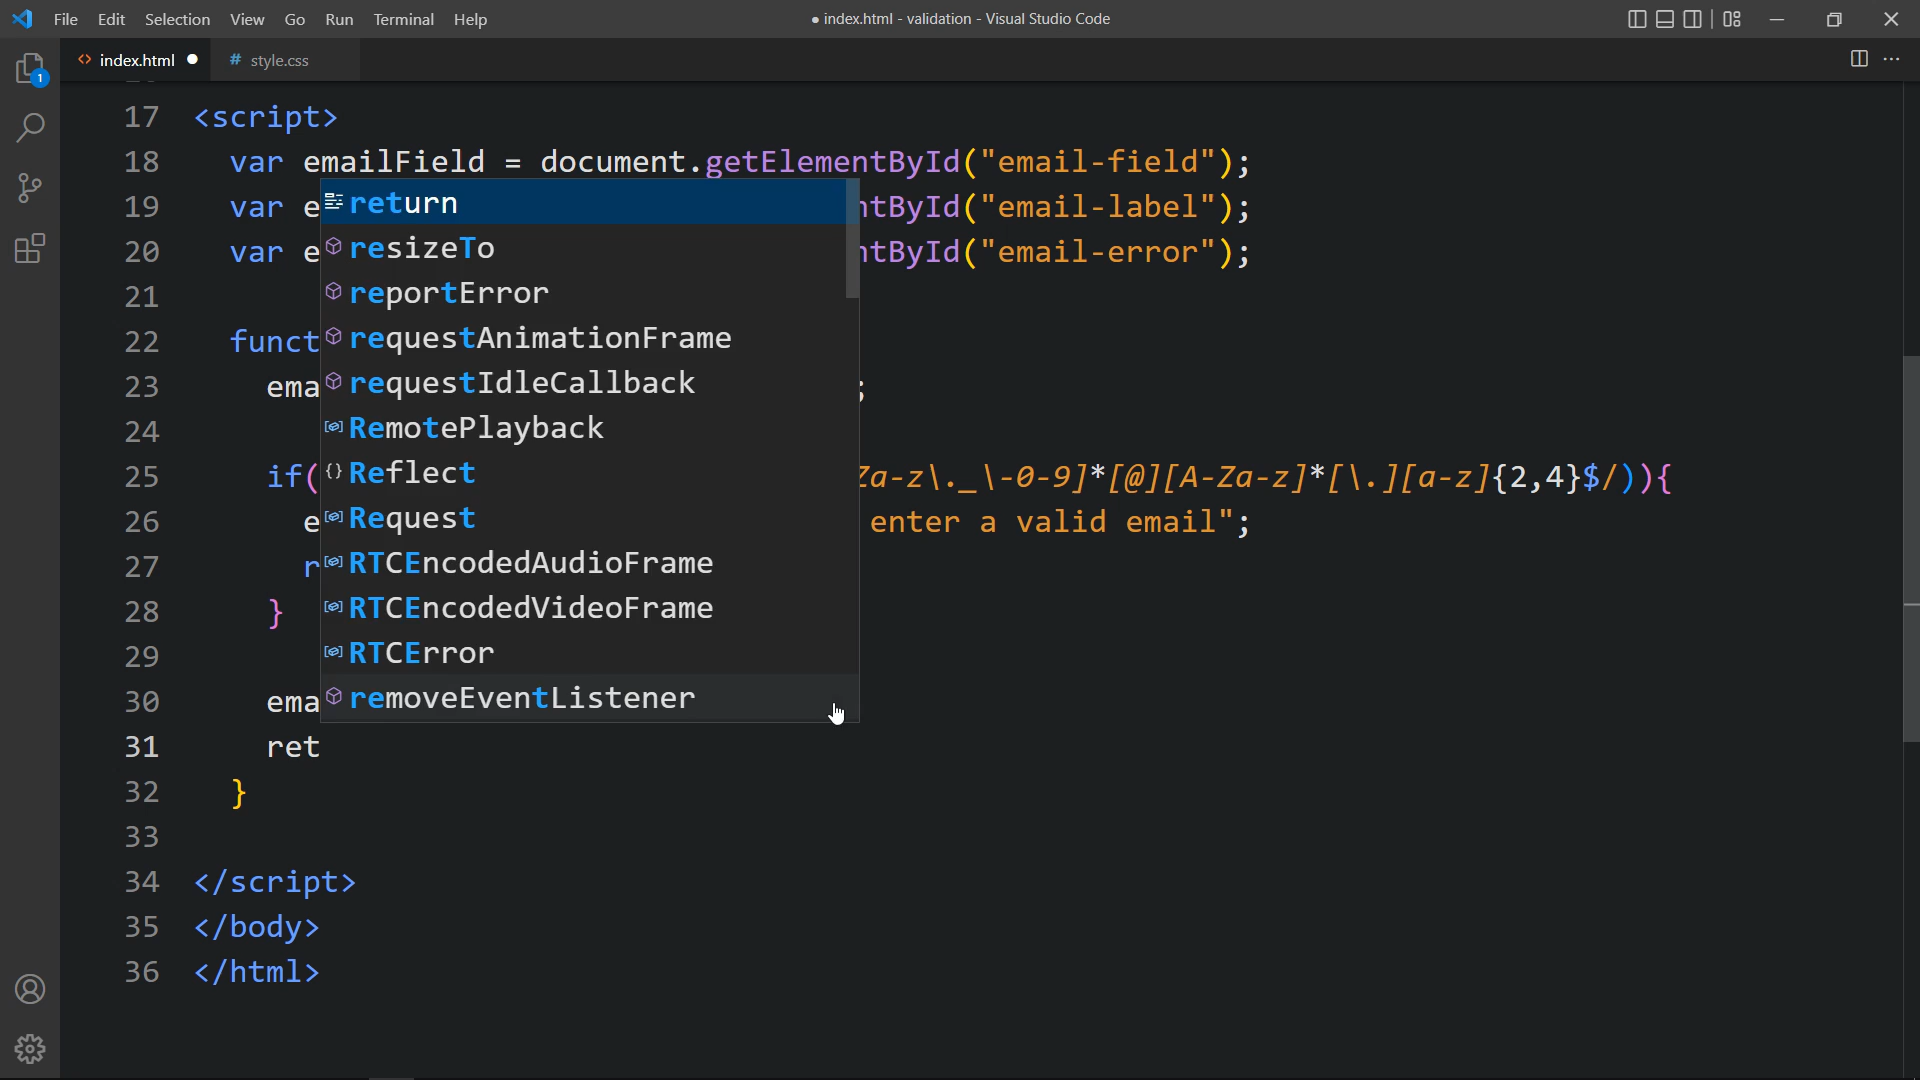 File Edit Selection View Go Run Terminal Help
● index.html - validation - Visual Studio Code
index.html ●
# style.css
1
17 <script>
18 var emailField = document.getElementById("email-field");
19 var e ntById("email-label");
20 var e ntById("email-error");
21
22 funct
23 ema ;
24
25 if( Za-z\._\-0-9]*[@][A-Za-z]*[\.][a-z]{2,4}$/)){
26 e enter a valid email";
27 r
28 }
29
30 ema
31 ret
32 }
33
34 </script>
35 </body>
36 </html>
return
resizeTo
reportError
requestAnimationFrame
requestIdleCallback
RemotePlayback
Reflect
Request
RTCEncodedAudioFrame
RTCEncodedVideoFrame
RTCError
removeEventListener